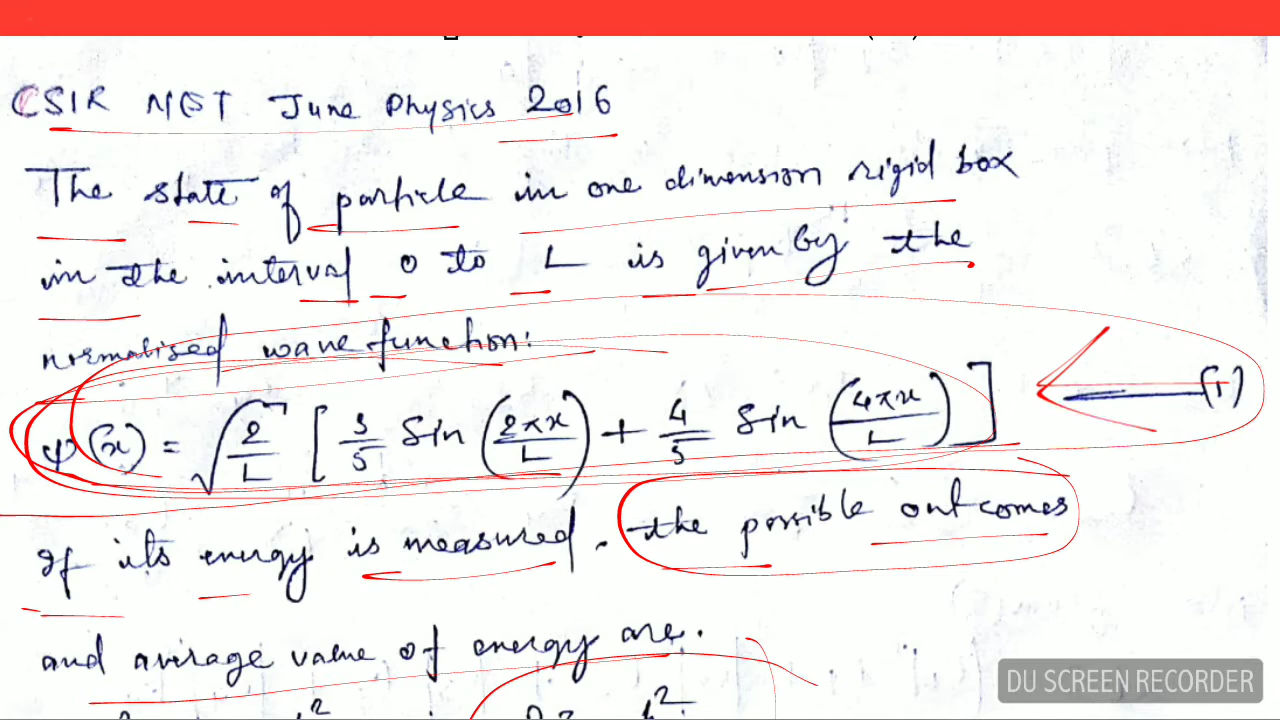 CSIR NET June Physics 2016
The state of particle in one dimension rigid box
in the interval 0 to L is given by the
normalised wave function:
ψ(x) = √(2/L) [3/5 Sin (2πx/L) + 4/5 Sin (4πx/L)] (1)
If its energy is measured. the possible outcomes
and average value of energy are.
h²
h²
DU SCREEN RECORDER